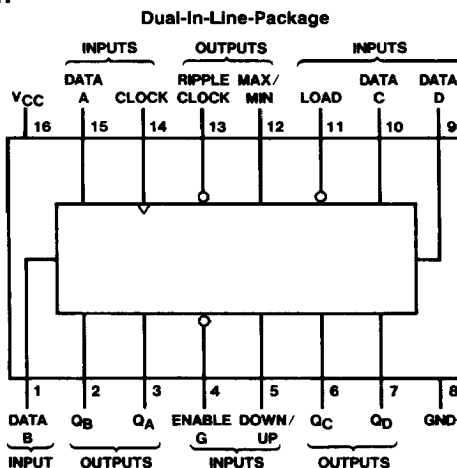 Dual-In-Line-Package
INPUTS OUTPUTS INPUTS
DATA RIPPLE MAX/ DATA DATA
VCC A CLOCK CLOCK MIN LOAD C D
16 15 14 13 12 11 10 9
1 2 3 4 5 6 7 8
DATA QB QA ENABLE DOWN/ QC QD GND
B G UP
INPUT OUTPUTS INPUTS OUTPUTS